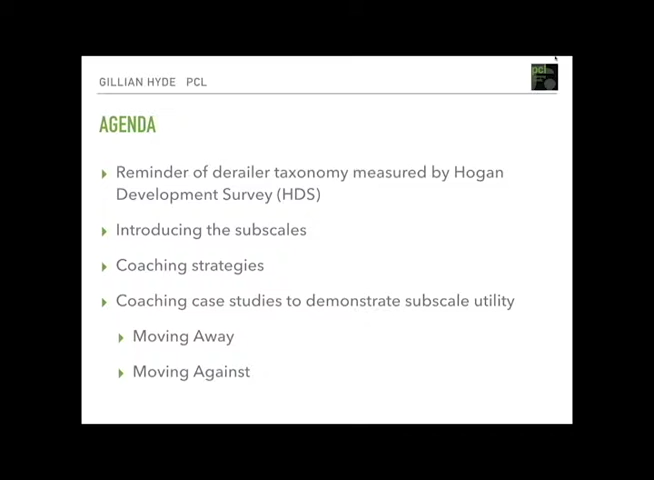 GILLIAN HYDE PCL
pcl
AGENDA
Reminder of derailer taxonomy measured by Hogan
Development Survey (HDS)
Introducing the subscales
Coaching strategies
Coaching case studies to demonstrate subscale utility
Moving Away
Moving Against